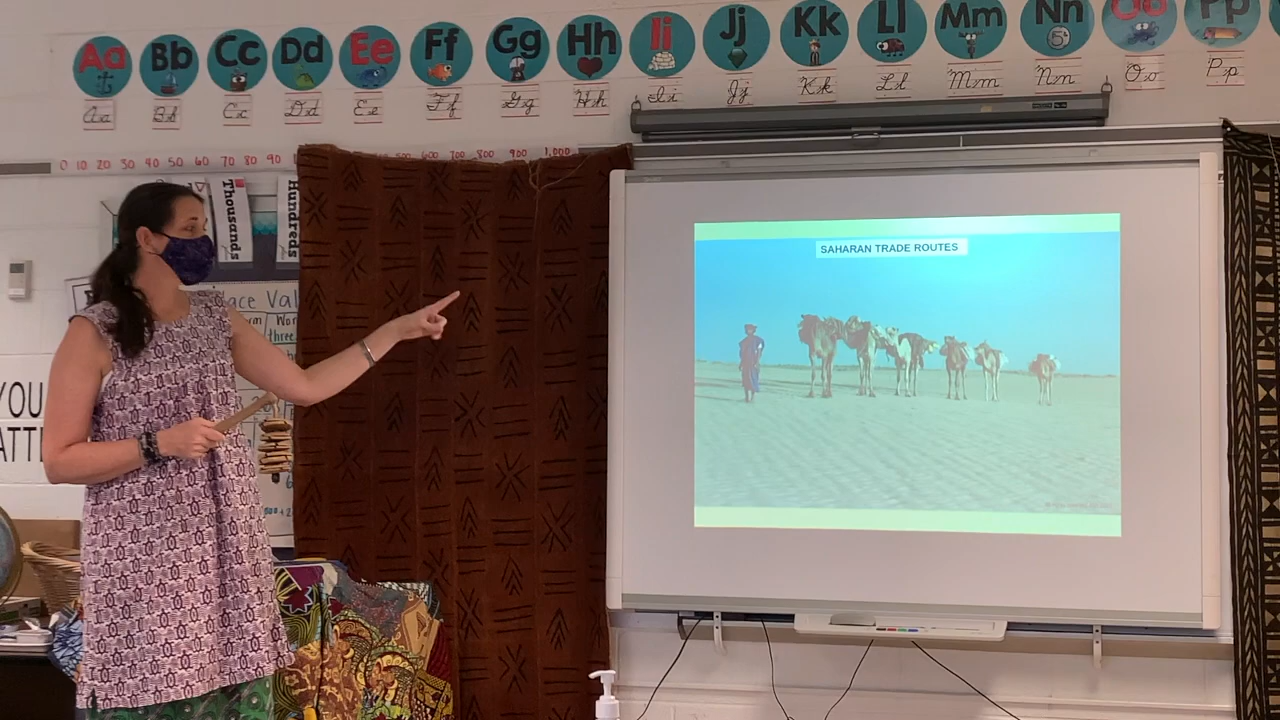 Aa Bb Cc Dd Ee Ff Gg Hh Ii Jj Kk Ll Mm Nn Oo Pp
Aa Bb Cc Dd Ee Ff Gg Hh Ii Jj Kk Ll Mm Nn Oo Pp
0 10 20 30 40 50 60 70 80 90 600 700 800 900 1,000
Thousands
Hundreds
SAHARAN TRADE ROUTES
three
YOU